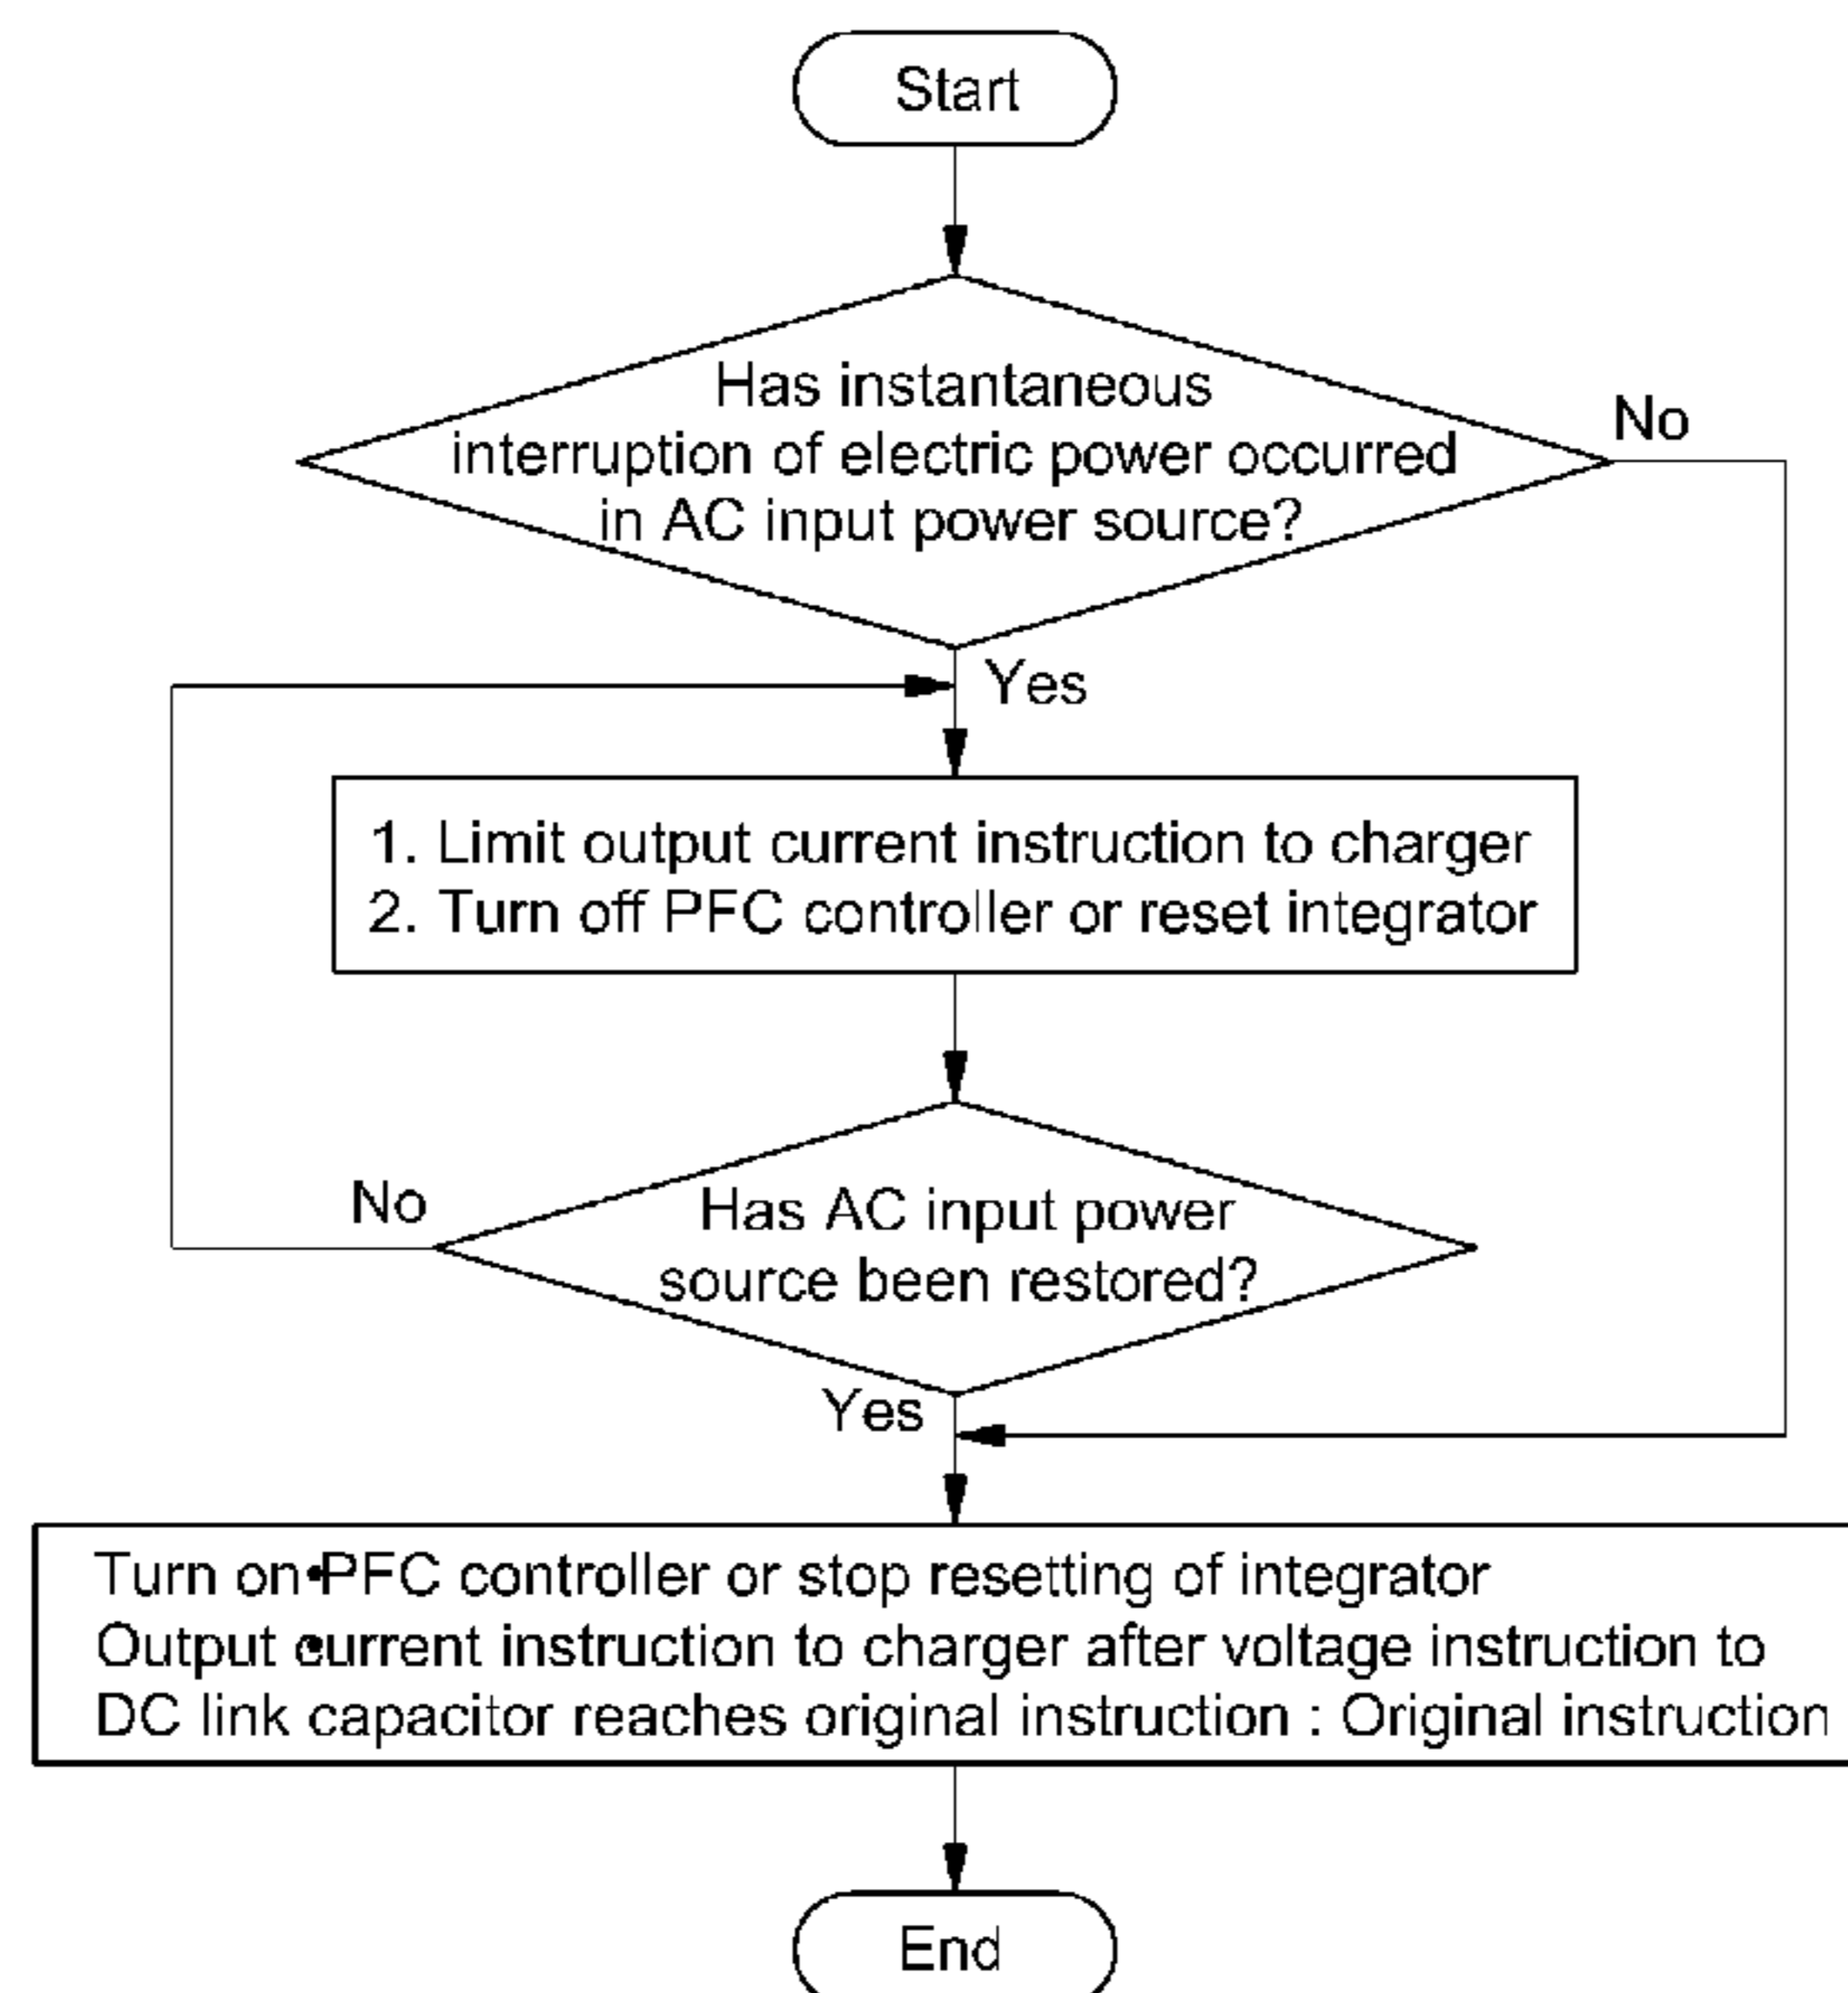 Start
Has instantaneous
interruption of electric power occurred
in AC input power source?
No
Yes
1. Limit output current instruction to charger
2. Turn off PFC controller or reset integrator
No
Has AC input power
source been restored?
Yes
Turn on PFC controller or stop resetting of integrator
Output current instruction to charger after voltage instruction to
DC link capacitor reaches original instruction : Original instruction
End